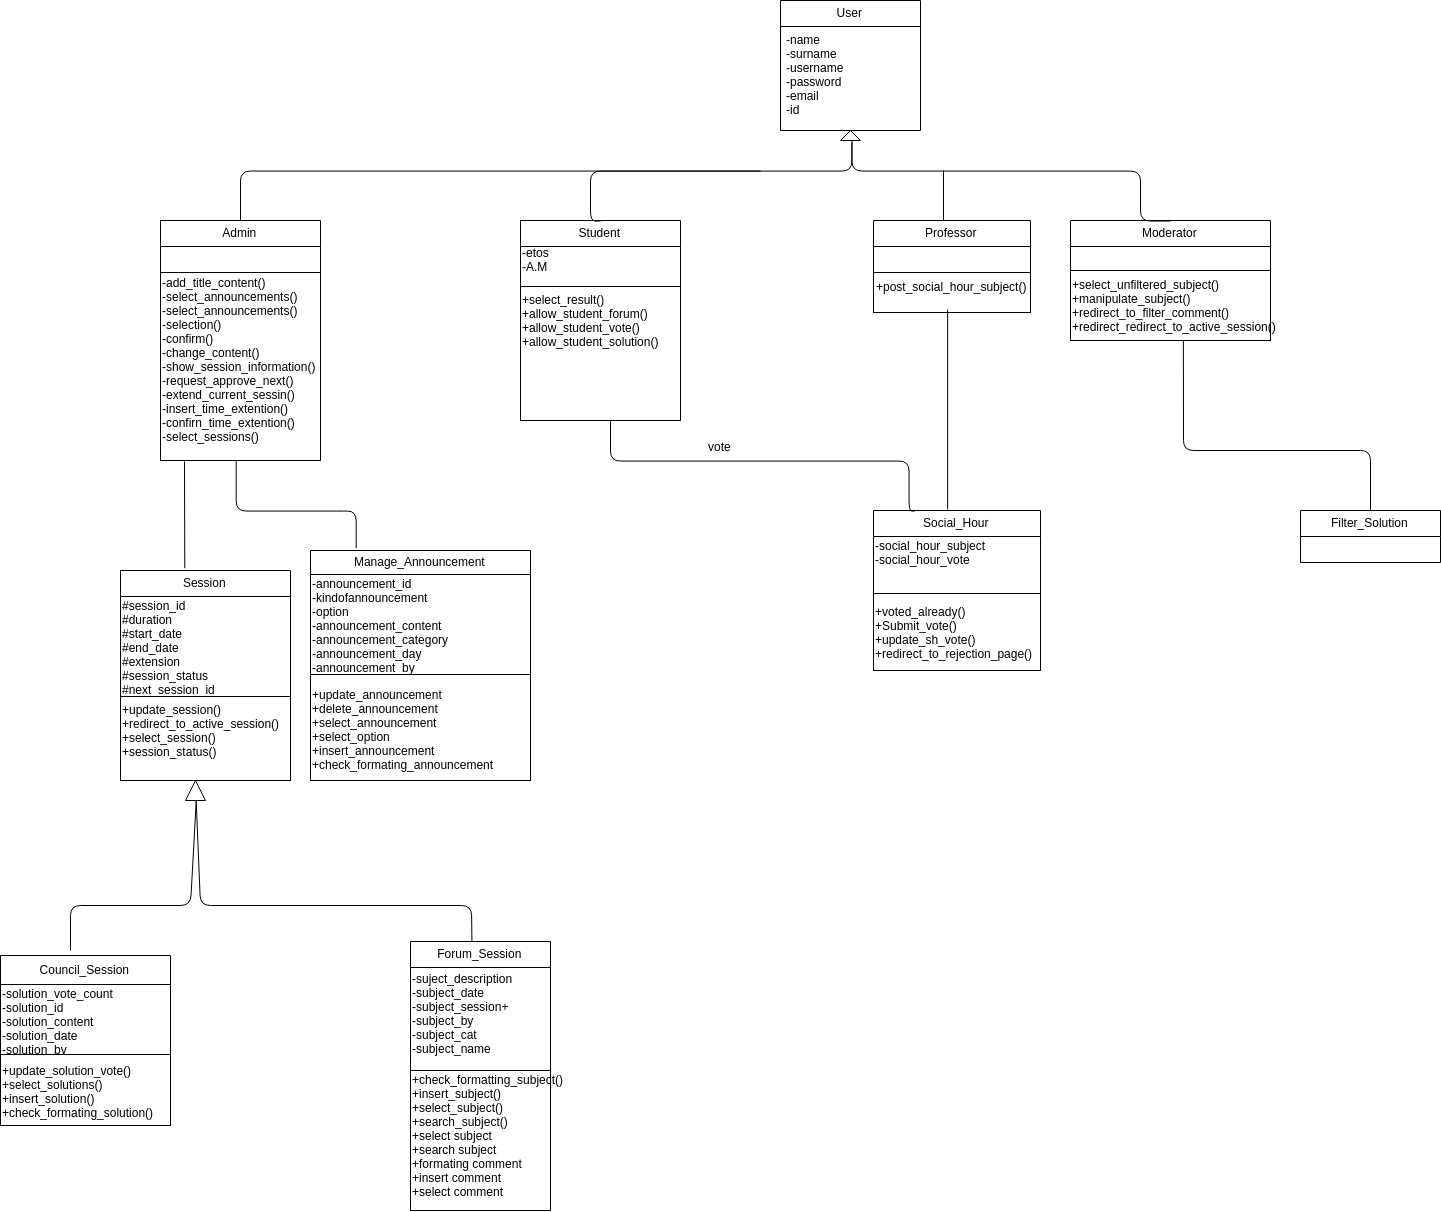 User
-name
-surname
-username
-password
-email
-id
Admin
-add_title_content()
-select_announcements()
-select_announcements()
-selection()
-confirm()
-change_content()
-show_session_information()
-request_approve_next()
-extend_current_sessin()
-insert_time_extention()
-confirn_time_extention()
-select_sessions()
Student
-etos
-A.M
+select_result()
+allow_student_forum()
+allow_student_vote()
+allow_student_solution()
Professor
+post_social_hour_subject()
Moderator
+select_unfiltered_subject()
+manipulate_subject()
+redirect_to_filter_comment()
+redirect_redirect_to_active_session()
vote
Session
#session_id
#duration
#start_date
#end_date
#extension
#session_status
#next_session_id
+update_session()
+redirect_to_active_session()
+select_session()
+session_status()
Manage_Announcement
-announcement_id
-kindofannouncement
-option
-announcement_content
-announcement_category
-announcement_day
-announcement_by
+update_announcement
+delete_announcement
+select_announcement
+select_option
+insert_announcement
+check_formating_announcement
Social_Hour
-social_hour_subject
-social_hour_vote
+voted_already()
+Submit_vote()
+update_sh_vote()
+redirect_to_rejection_page()
Filter_Solution
Council_Session
-solution_vote_count
-solution_id
-solution_content
-solution_date
-solution_by
+update_solution_vote()
+select_solutions()
+insert_solution()
+check_formating_solution()
Forum_Session
-suject_description
-subject_date
-subject_session+
-subject_by
-subject_cat
-subject_name
+check_formatting_subject()
+insert_subject()
+select_subject()
+search_subject()
+select subject
+search subject
+formating comment
+insert comment
+select comment